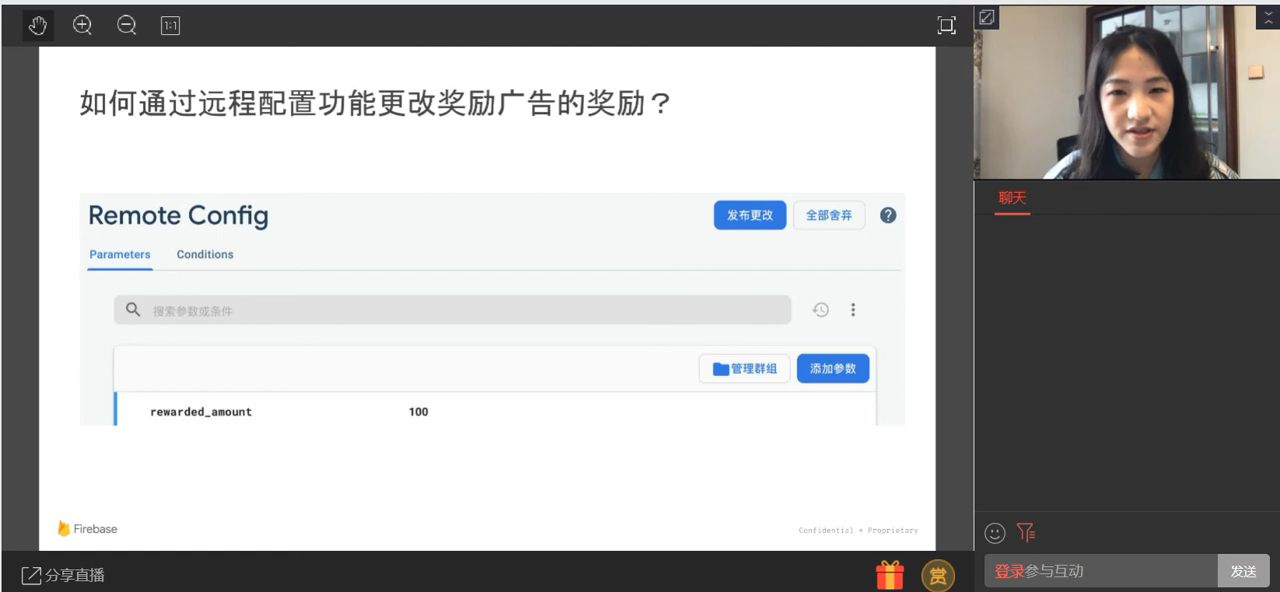 1:1
如何通过远程配置功能更改奖励广告的奖励？
Remote Config
发布更改
全部舍弃
?
Parameters
Conditions
搜索参数或条件
管理群组
添加参数
rewarded_amount 100
Firebase
Confidential + Proprietary
聊天
登录参与互动
发送
分享直播
赏